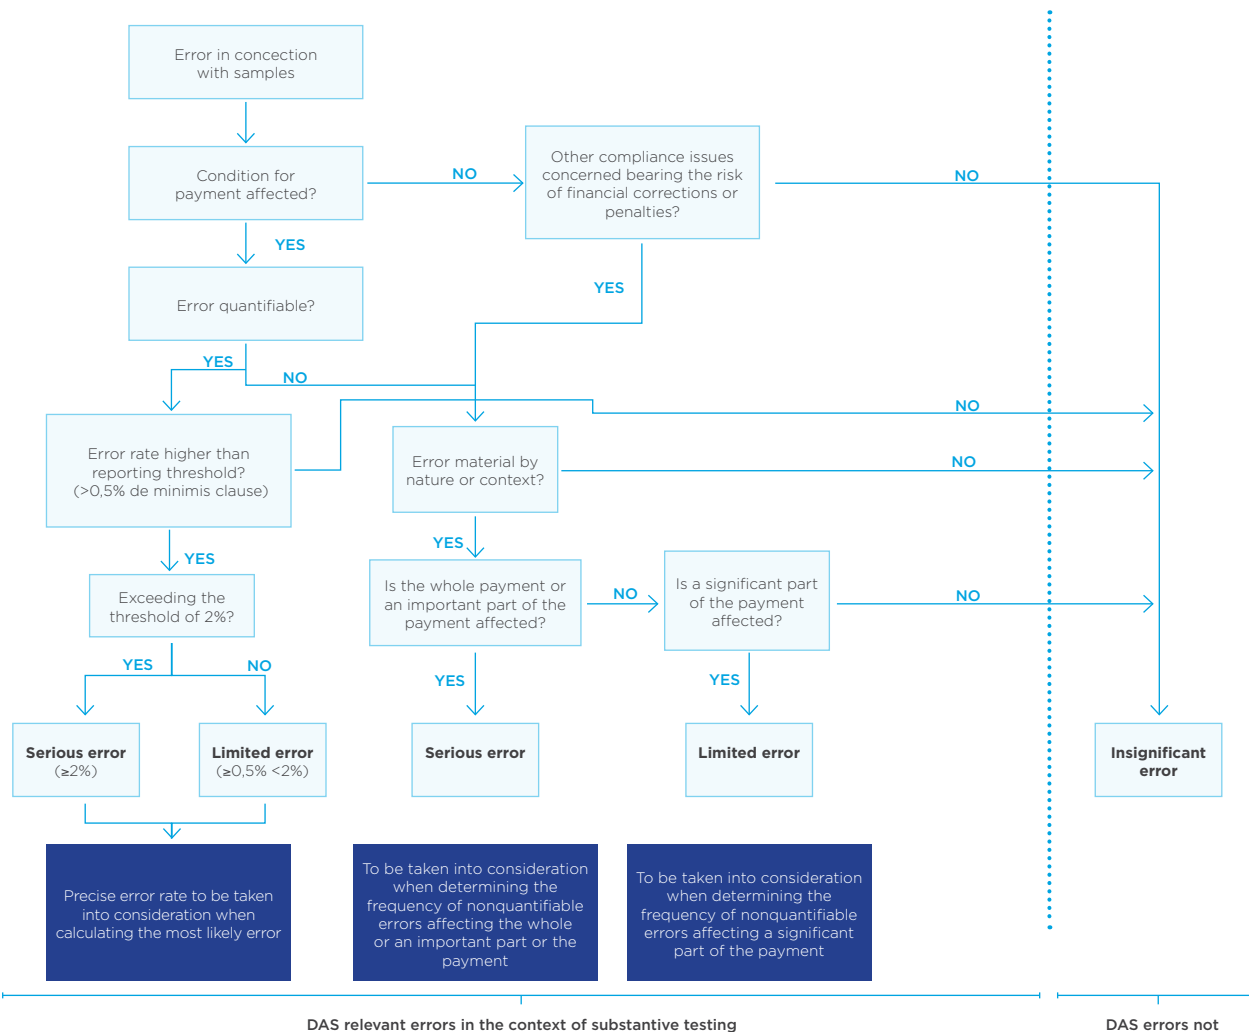 Error in concection
with samples
Condition for
payment affected?
NO
Other compliance issues
concerned bearing the risk
of financial corrections or
penalties?
NO
YES
Error quantifiable?
YES
YES
NO
Error rate higher than
reporting threshold?
(>0,5% de minimis clause)
NO
Error material by
nature or context?
NO
YES
YES
Exceeding the
threshold of 2%?
Is the whole payment or
an important part of the
payment affected?
NO
Is a significant part
of the payment
affected?
NO
YES
NO
YES
YES
Serious error
(≥2%)
Limited error
(≥0,5% <2%)
Serious error
Limited error
Insignificant
error
Precise error rate to be taken
into consideration when
calculating the most likely error
To be taken into consideration
when determining the
frequency of nonquantifiable
errors affecting the whole
or an important part or the
payment
To be taken into consideration
when determining the
frequency of nonquantifiable
errors affecting a significant
part of the payment
DAS relevant errors in the context of substantive testing
DAS errors not